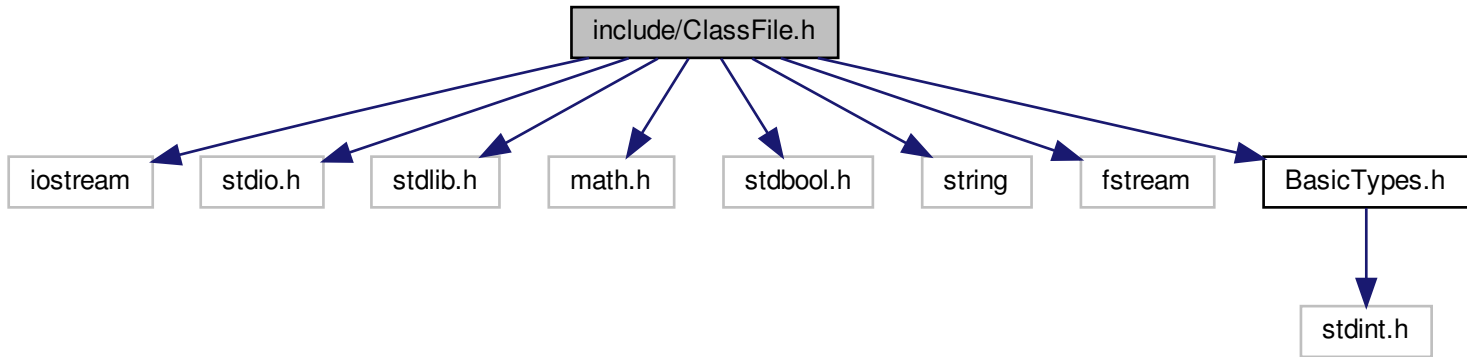 include/ClassFile.h
iostream
stdio.h
stdlib.h
math.h
stdbool.h
string
fstream
BasicTypes.h
stdint.h